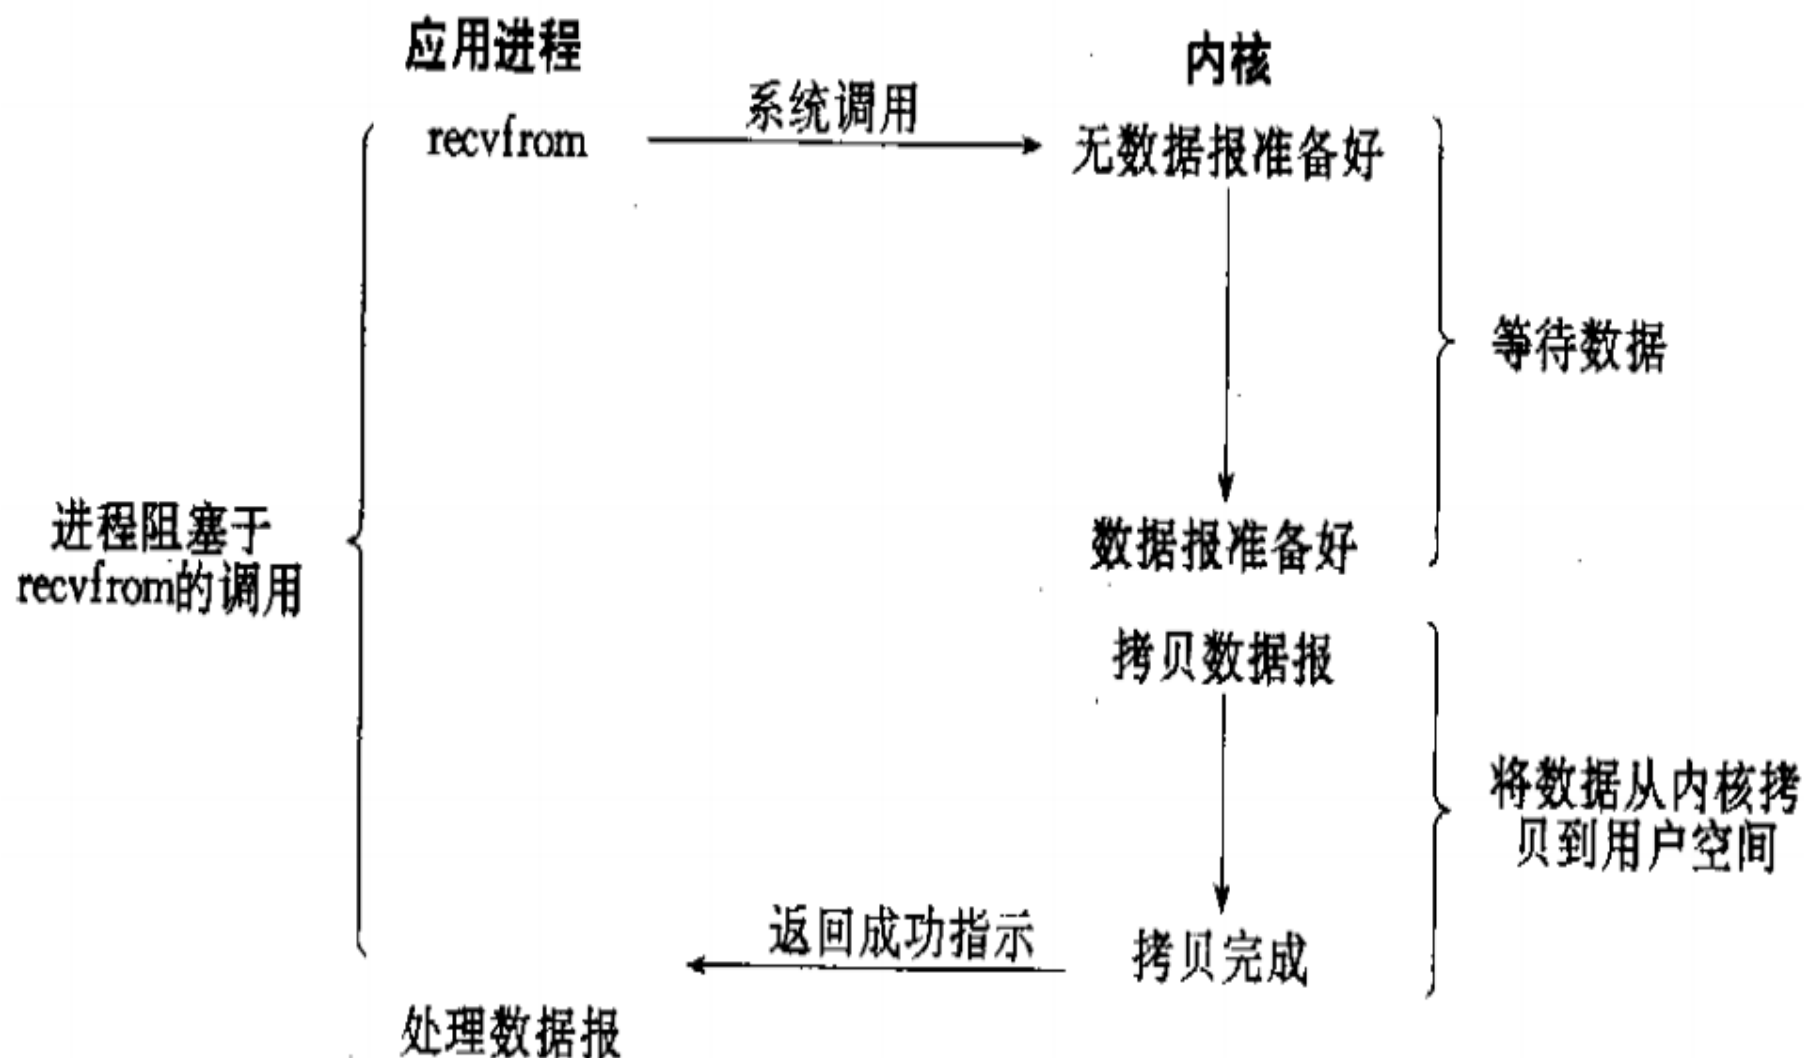 应用进程
内核
系统调用
recvfrom
无数据报准备好
等待数据
进程阻塞于
recvfrom的调用
数据报准备好
拷贝数据报
将数据从内核拷
贝到用户空间
返回成功指示
拷贝完成
处理数据报